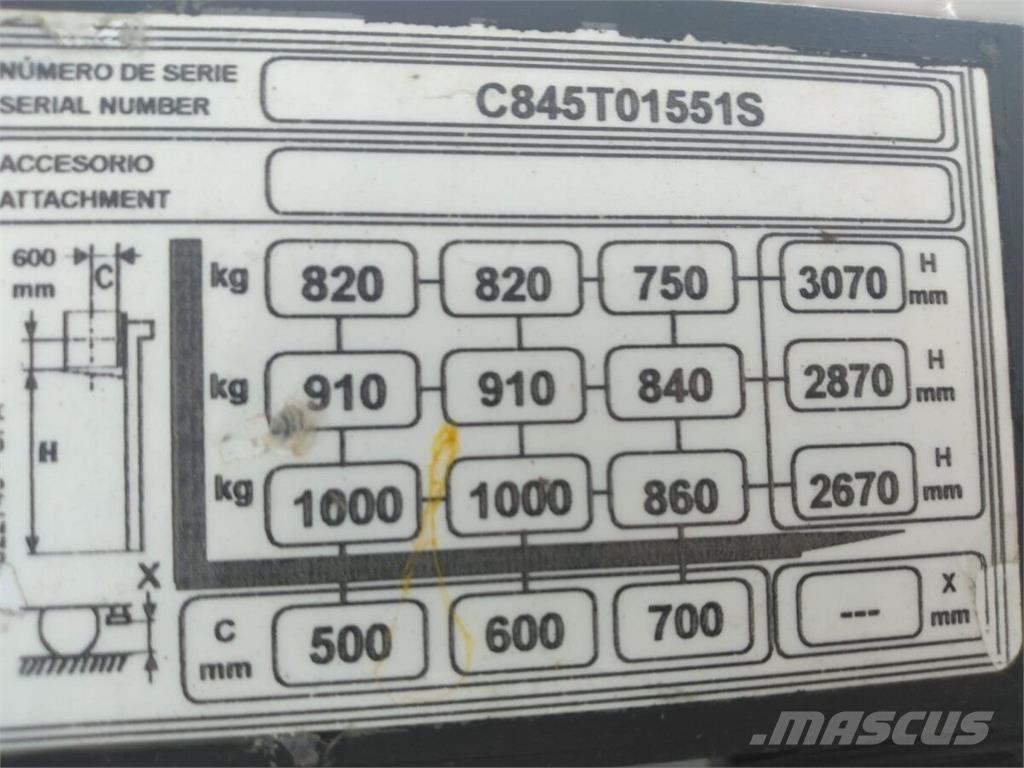 NÚMERO DE SERIE
SERIAL NUMBER
C845T01551S
ACCESORIO
ATTACHMENT
600 mm C
H
X
kg 820 820 750 3070 H mm
kg 910 910 840 2870 H mm
kg 1000 1000 860 2670 H mm
C mm 500 600 700 --- X mm
MASCUS